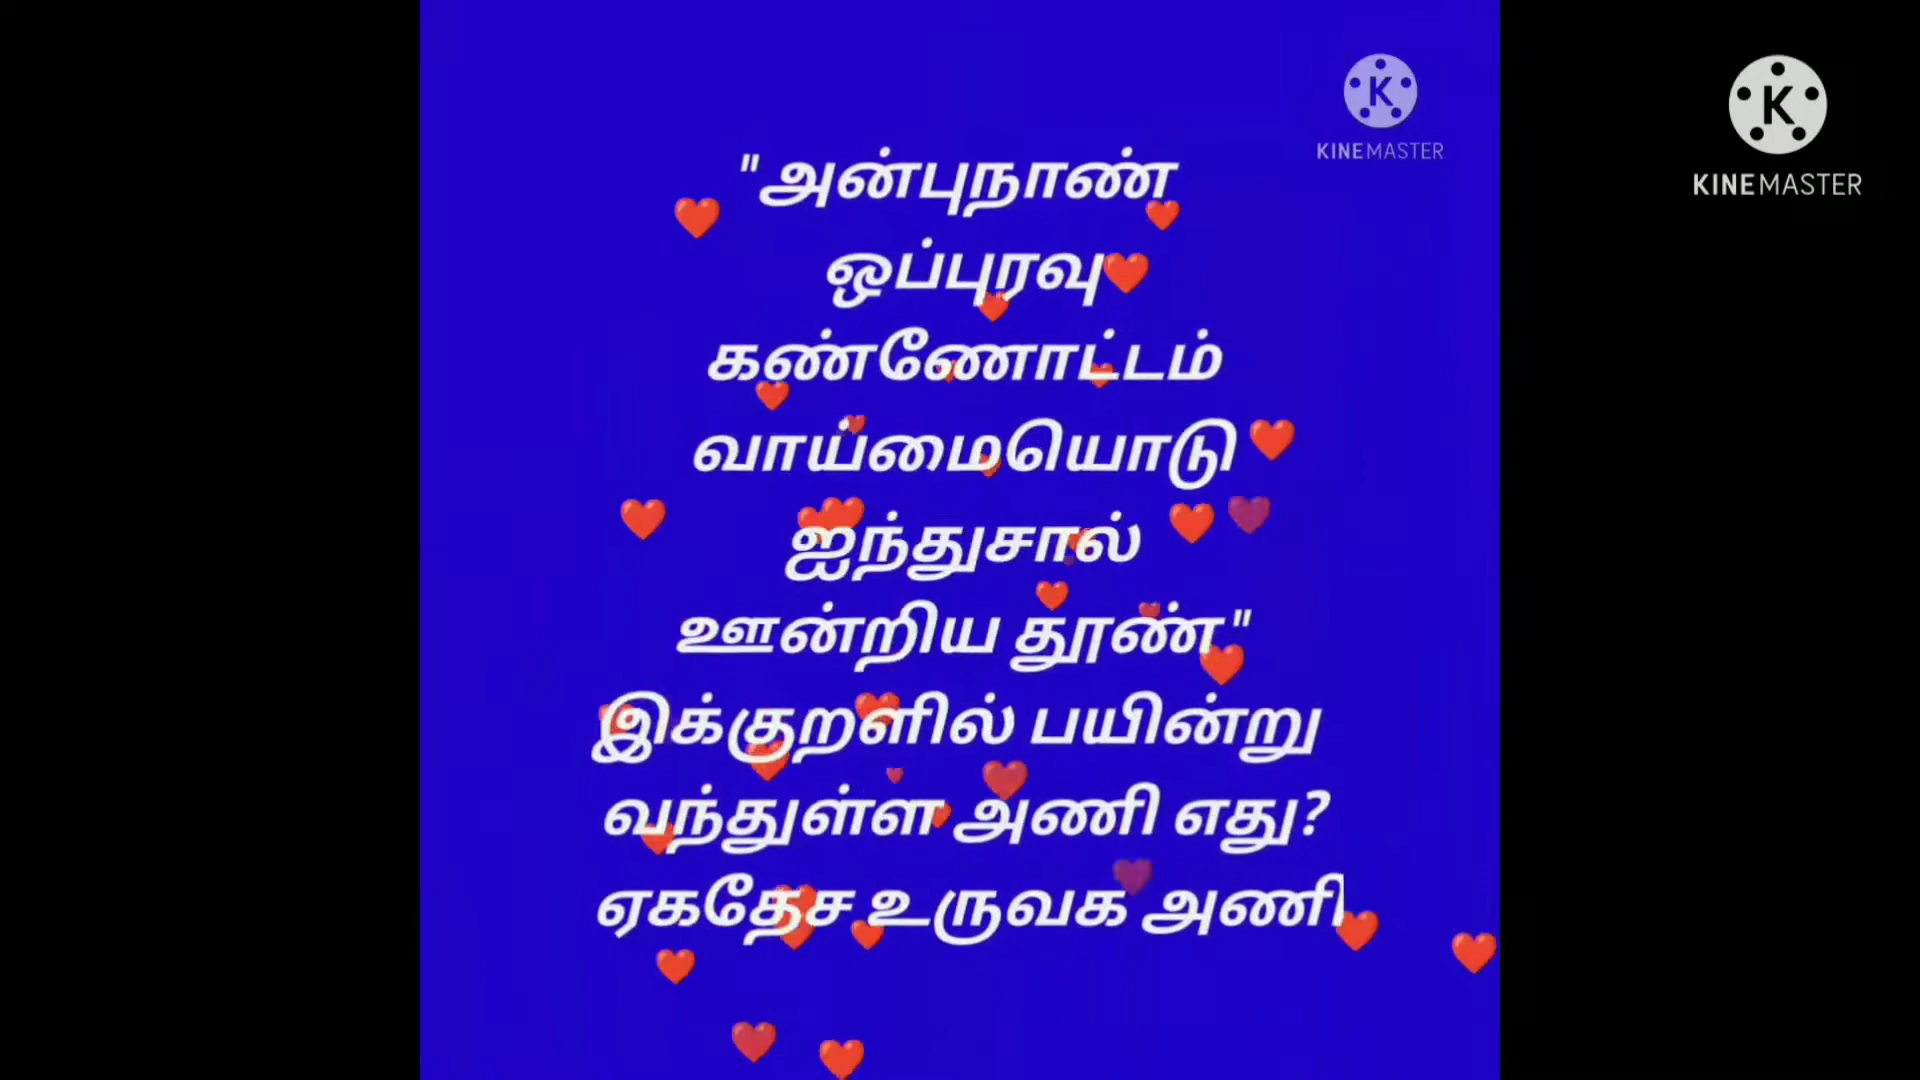 "அன்புநாண்
ஒப்புரவு
கண்ணோட்டம்
வாய்மையொடு
ஐந்துசால்
ஊன்றிய தூண்"
இக்குறளில் பயின்று
வந்துள்ள அணி எது?
ஏகதேச உருவக அணி
KINEMASTER
KINEMASTER